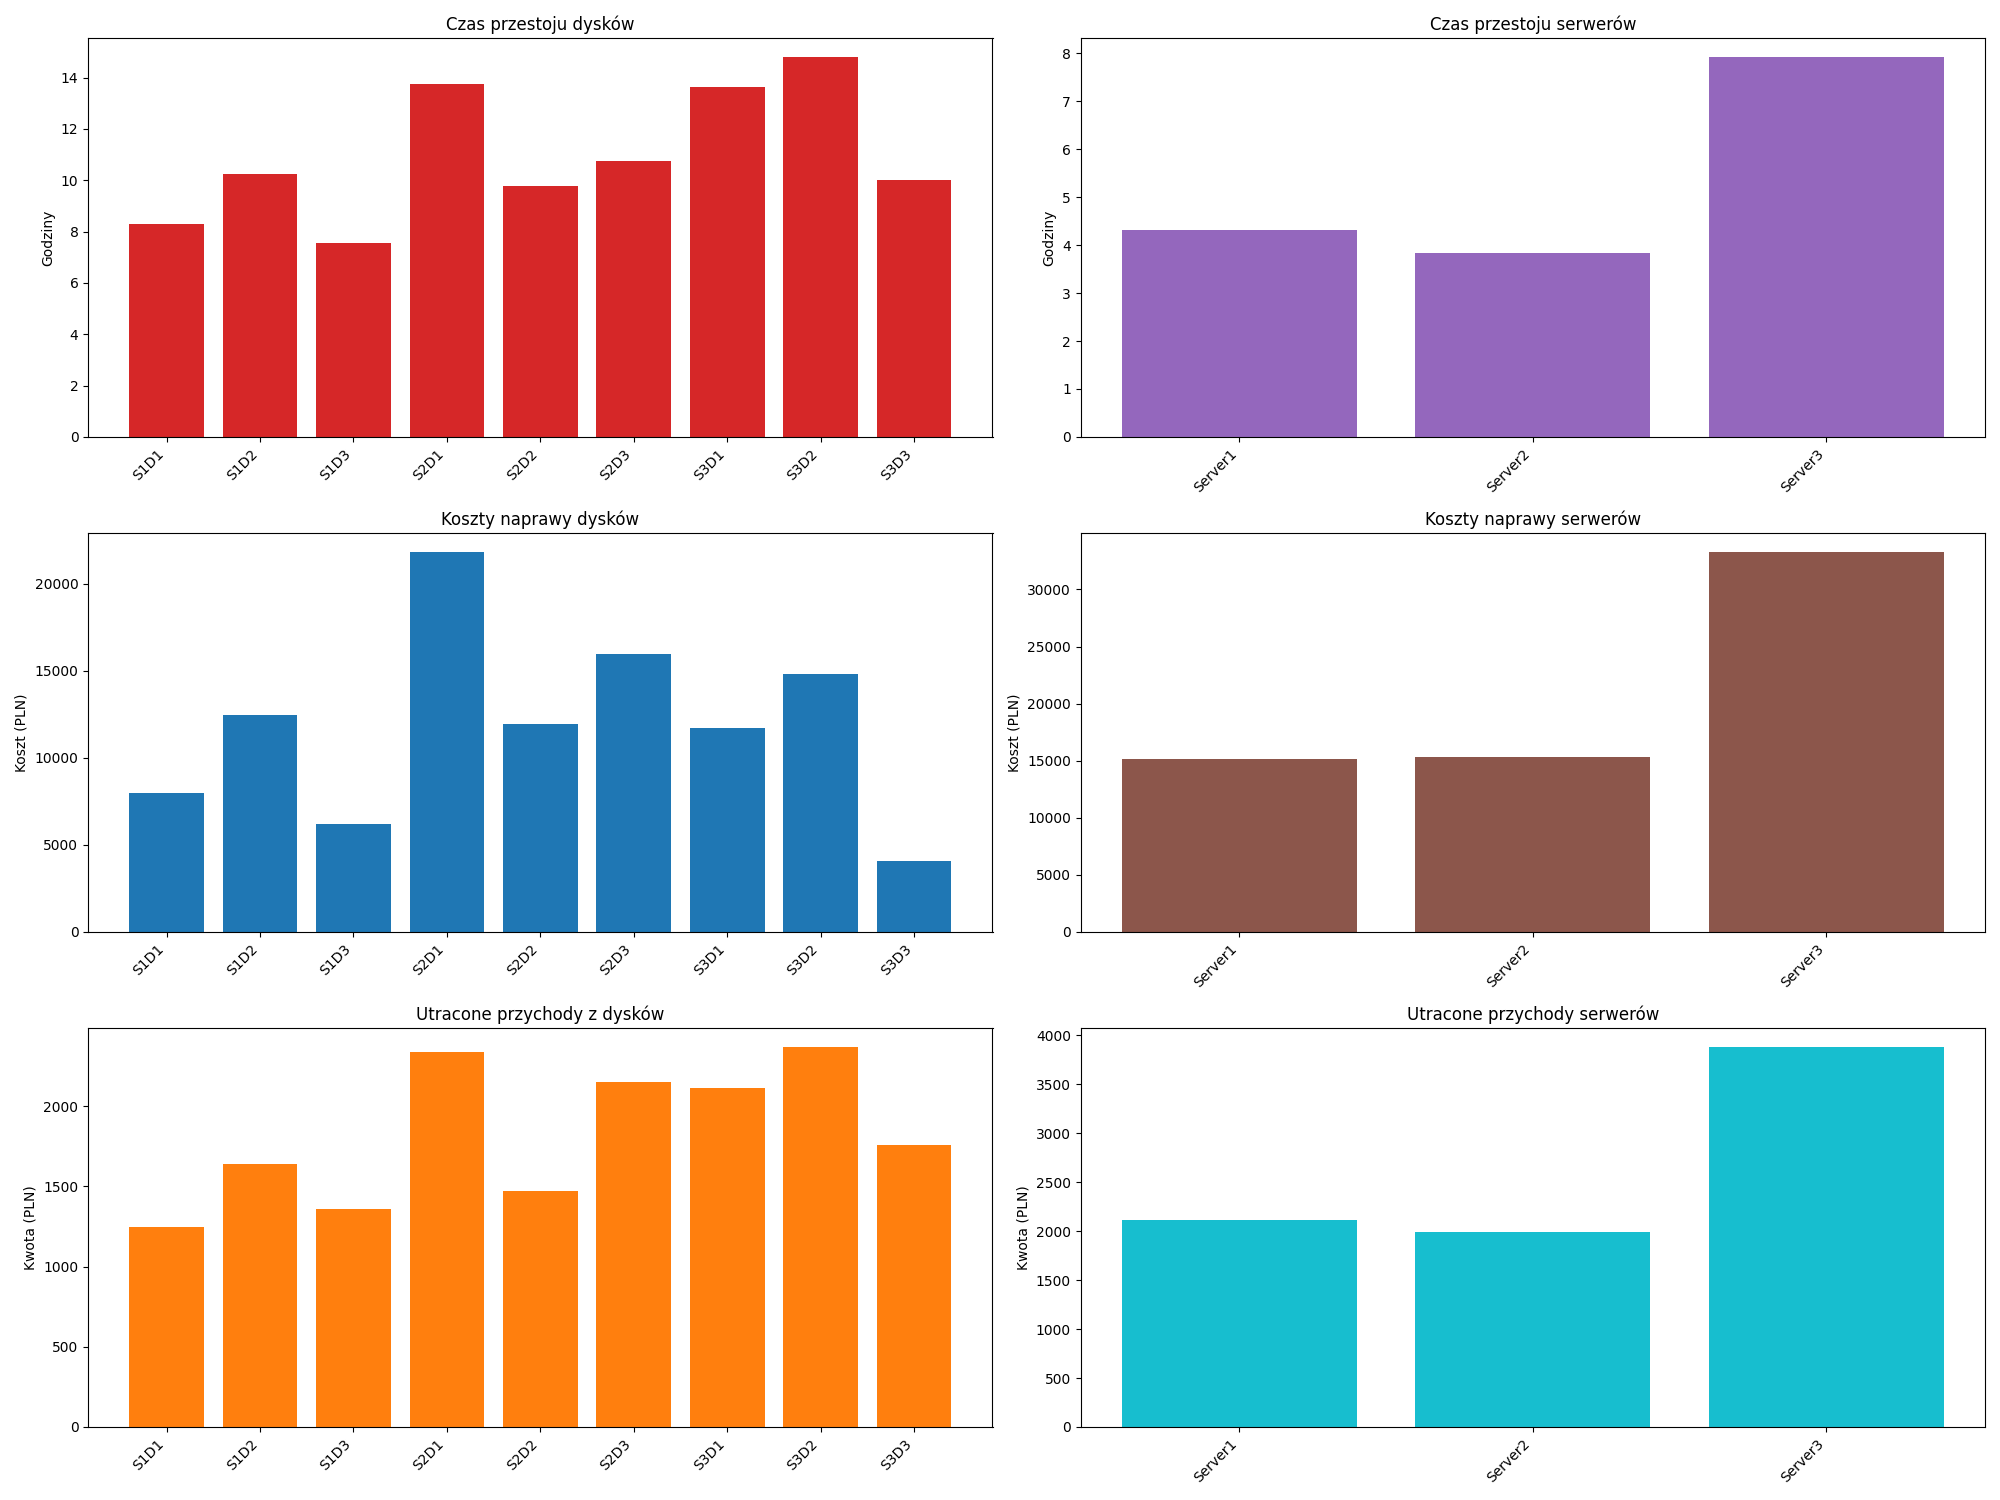 Czas przestoju dysków
Godziny
14
12
10
8
6
4
2
0
S1D1 S1D2 S1D3 S2D1 S2D2 S2D3 S3D1 S3D2 S3D3
Czas przestoju serwerów
Godziny
8
7
6
5
4
3
2
1
0
Server1 Server2 Server3
Koszty naprawy dysków
Koszt (PLN)
20000
15000
10000
5000
0
S1D1 S1D2 S1D3 S2D1 S2D2 S2D3 S3D1 S3D2 S3D3
Koszty naprawy serwerów
Koszt (PLN)
30000
25000
20000
15000
10000
5000
0
Server1 Server2 Server3
Utracone przychody z dysków
Kwota (PLN)
2000
1500
1000
500
0
S1D1 S1D2 S1D3 S2D1 S2D2 S2D3 S3D1 S3D2 S3D3
Utracone przychody serwerów
Kwota (PLN)
4000
3500
3000
2500
2000
1500
1000
500
0
Server1 Server2 Server3